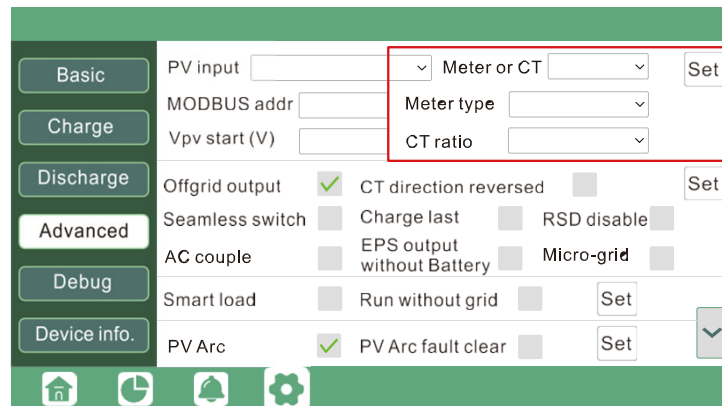 Basic
Charge
Discharge
Advanced
Debug
Device info.
PV input
Meter or CT
Set
MODBUS addr
Meter type
Vpv start (V)
CT ratio
Offgrid output
CT direction reversed
Set
Seamless switch
Charge last
RSD disable
AC couple
EPS output
without Battery
Micro-grid
Smart load
Run without grid
Set
PV Arc
PV Arc fault clear
Set